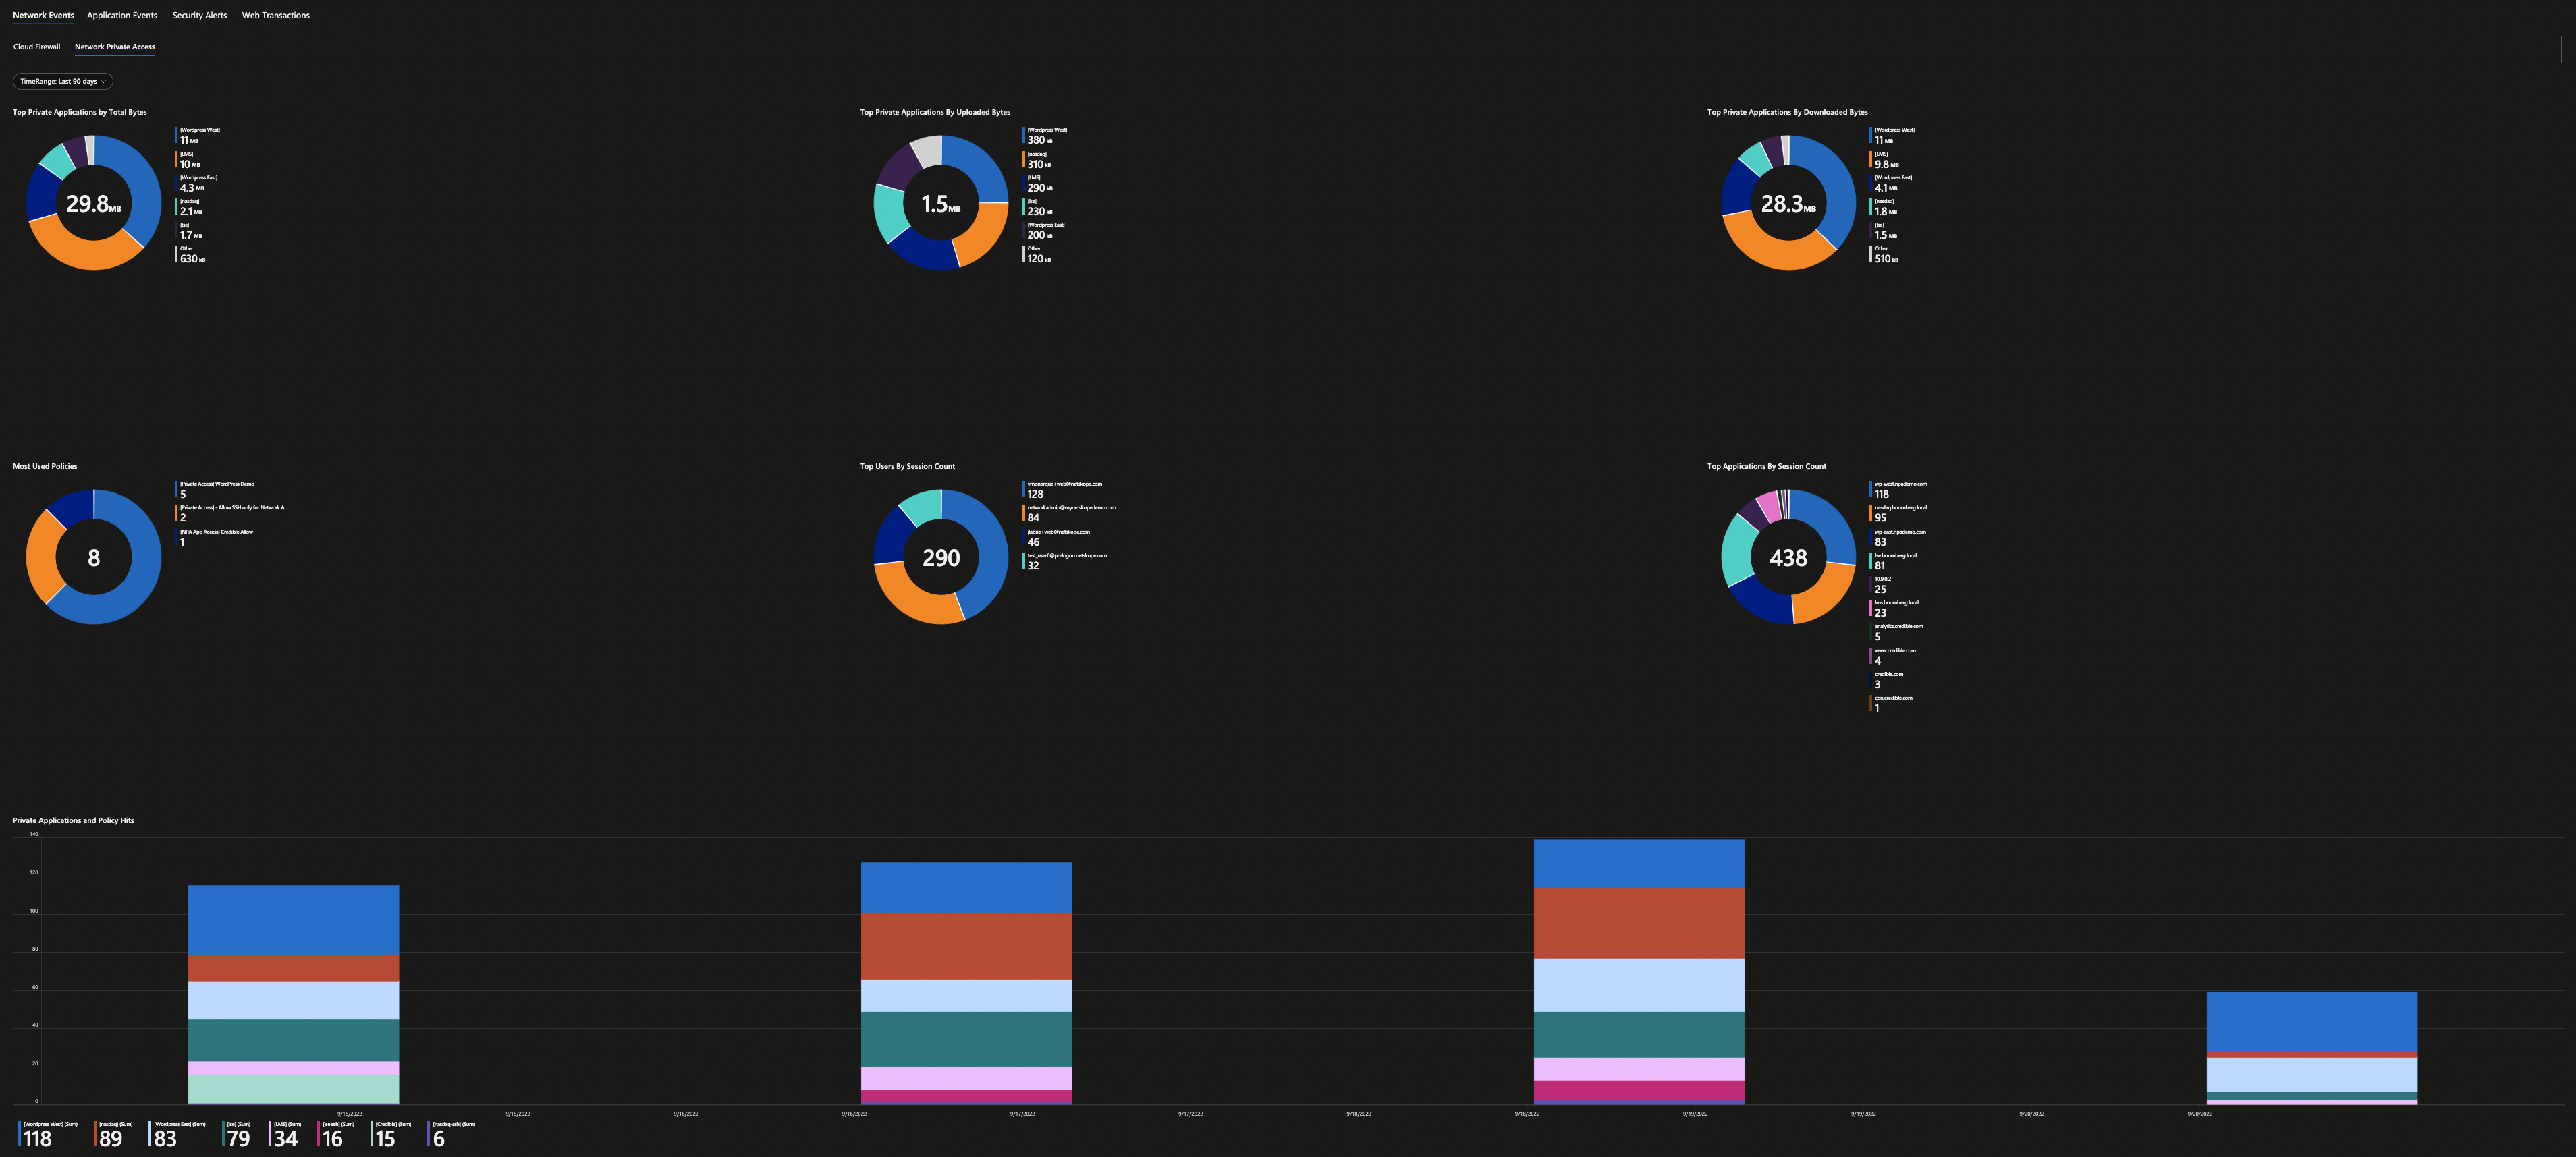 Network Events Application Events Security Alerts Web Transactions
Cloud Firewall Network Private Access
TimeRange: Last 90 days
Top Private Applications by Total Bytes
29.8MB
[Wordpress West]
11 MB
[LMS]
10 MB
[Wordpress East]
4.3 MB
[nasdaq]
2.1 MB
[lse]
1.7 MB
Other
630 kB
Top Private Applications By Uploaded Bytes
1.5MB
[Wordpress West]
380 kB
[nasdaq]
310 kB
[LMS]
290 kB
[lse]
230 kB
[Wordpress East]
200 kB
Other
120 kB
Top Private Applications By Downloaded Bytes
28.3MB
[Wordpress West]
11 MB
[LMS]
9.8 MB
[Wordpress East]
4.1 MB
[nasdaq]
1.8 MB
[lse]
1.5 MB
Other
510 kB
Most Used Policies
8
[Private Access] WordPress Demo
5
[Private Access] - Allow SSH only for Network A...
2
[NPA App Access] Credible Allow
1
Top Users By Session Count
290
vmonarque+web@netskope.com
128
networkadmin@mynetskopedemo.com
84
jlabrie+web@netskope.com
46
test_user0@prelogon.netskope.com
32
Top Applications By Session Count
438
wp-west.npademo.com
118
nasdaq.boomberg.local
95
wp-east.npademo.com
83
lse.boomberg.local
81
10.9.0.2
25
lms.boomberg.local
23
analytics.credible.com
5
www.credible.com
4
credible.com
3
cdn.credible.com
1
Private Applications and Policy Hits
140
120
100
80
60
40
20
0
9/15/2022 9/15/2022 9/16/2022 9/16/2022 9/17/2022 9/17/2022 9/18/2022 9/18/2022 9/19/2022 9/19/2022 9/20/2022 9/20/2022
[Wordpress West] (Sum) [nasdaq] (Sum) [Wordpress East] (Sum) [lse] (Sum) [LMS] (Sum) [lse ssh] (Sum) [Credible] (Sum) [nasdaq-ssh] (Sum)
118 89 83 79 34 16 15 6